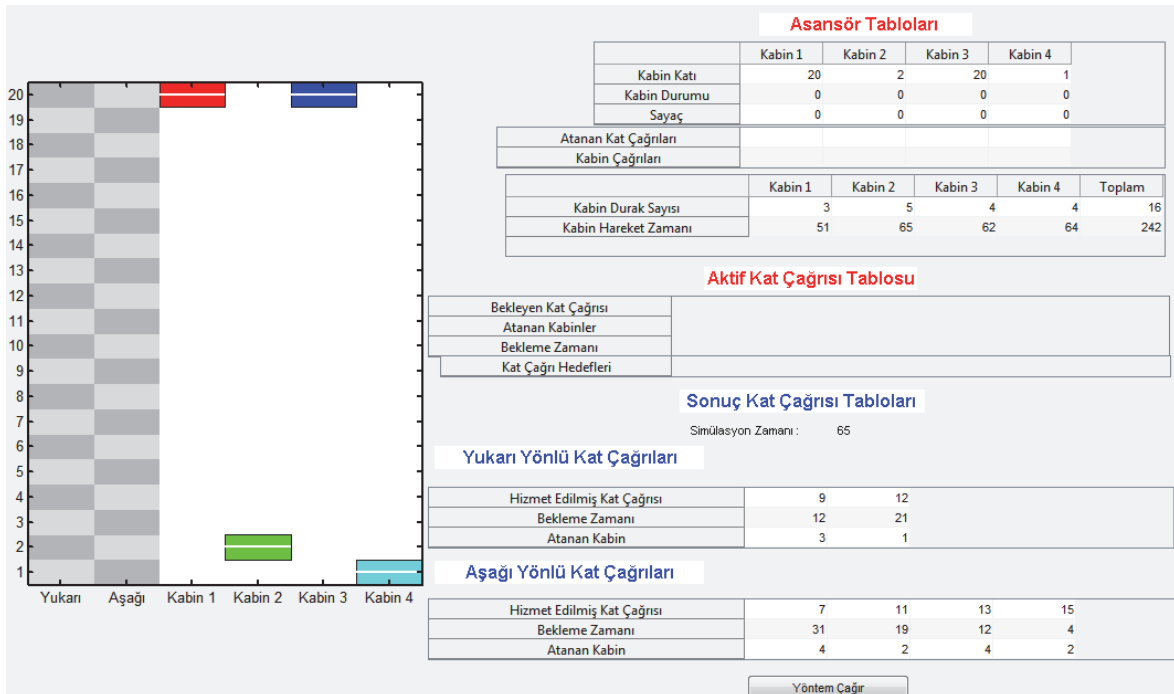 Asansör Tabloları
Kabin 1 Kabin 2 Kabin 3 Kabin 4
Kabin Katı 20 2 20 1
Kabin Durumu 0 0 0 0
Sayaç 0 0 0 0
Atanan Kat Çağrıları
Kabin Çağrıları
Kabin 1 Kabin 2 Kabin 3 Kabin 4 Toplam
Kabin Durak Sayısı 3 5 4 4 16
Kabin Hareket Zamanı 51 65 62 64 242
Aktif Kat Çağrısı Tablosu
Bekleyen Kat Çağrısı
Atanan Kabinler
Bekleme Zamanı
Kat Çağrı Hedefleri
Sonuç Kat Çağrısı Tabloları
Simülasyon Zamanı : 65
Yukarı Yönlü Kat Çağrıları
Hizmet Edilmiş Kat Çağrısı 9 12
Bekleme Zamanı 12 21
Atanan Kabin 3 1
Aşağı Yönlü Kat Çağrıları
Hizmet Edilmiş Kat Çağrısı 7 11 13 15
Bekleme Zamanı 31 19 12 4
Atanan Kabin 4 2 4 2
Yöntem Çağır
20
19
18
17
16
15
14
13
12
11
10
9
8
7
6
5
4
3
2
1
Yukarı Aşağı Kabin 1 Kabin 2 Kabin 3 Kabin 4